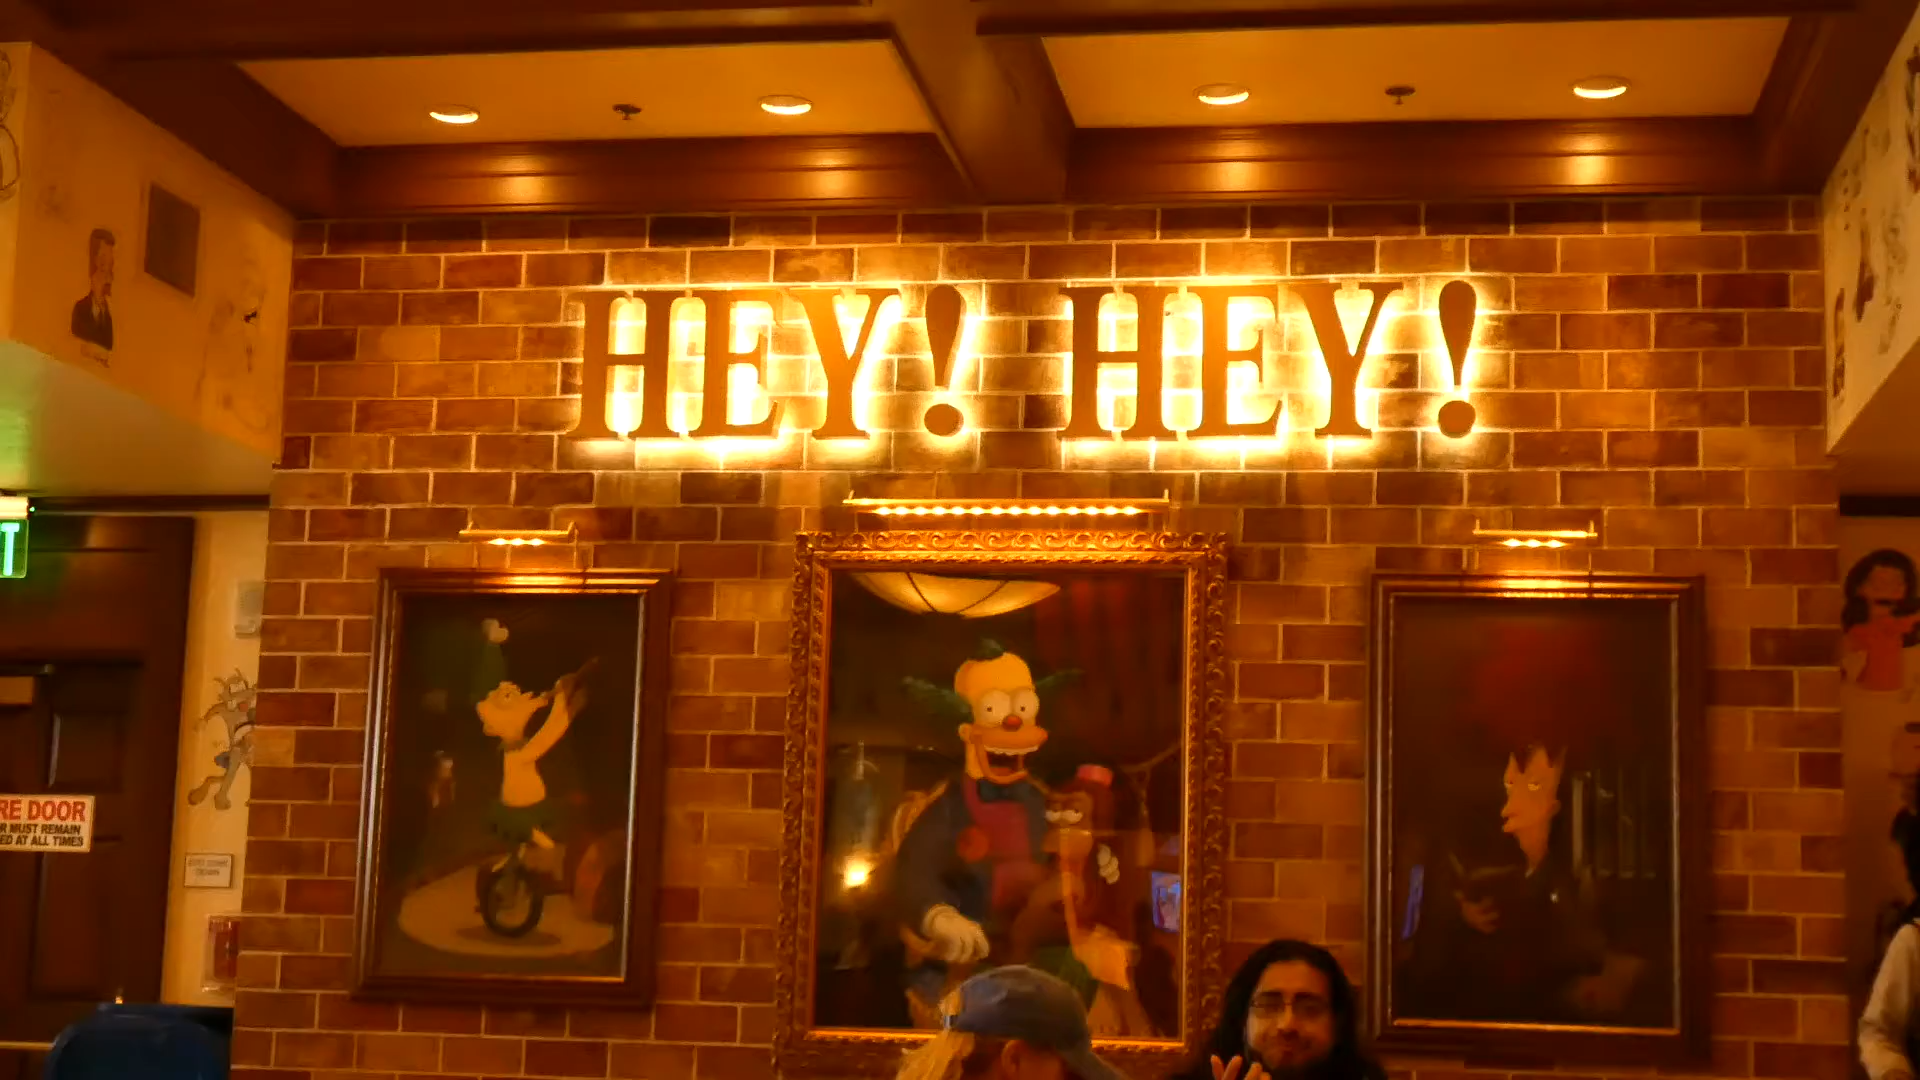 HEY! HEY!
T
RE DOOR
R MUST REMAIN
ED AT ALL TIMES